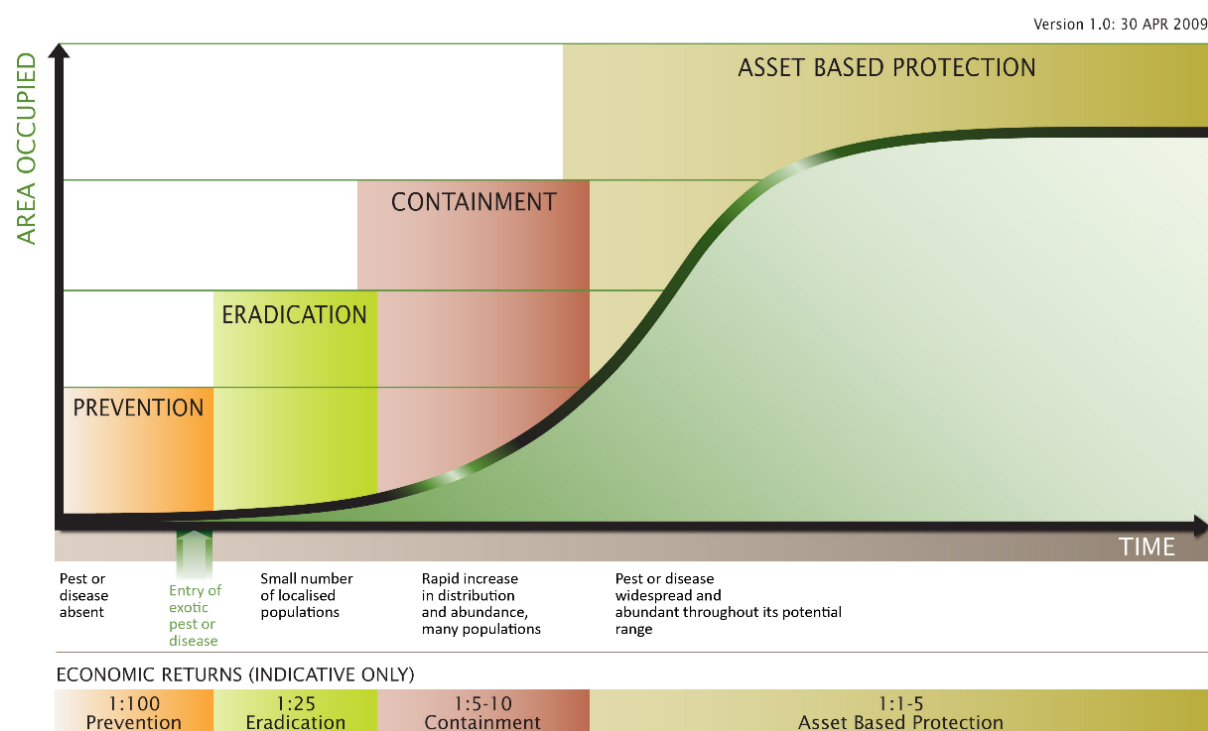 Version 1.0: 30 APR 2009
AREA OCCUPIED
ASSET BASED PROTECTION
CONTAINMENT
ERADICATION
PREVENTION
TIME
Pest or
disease
absent
Entry of
exotic
pest or
disease
Small number
of localised
populations
Rapid increase
in distribution
and abundance,
many populations
Pest or disease
widespread and
abundant throughout its potential
range
ECONOMIC RETURNS (INDICATIVE ONLY)
1:100
Prevention
1:25
Eradication
1:5-10
Containment
1:1-5
Asset Based Protection